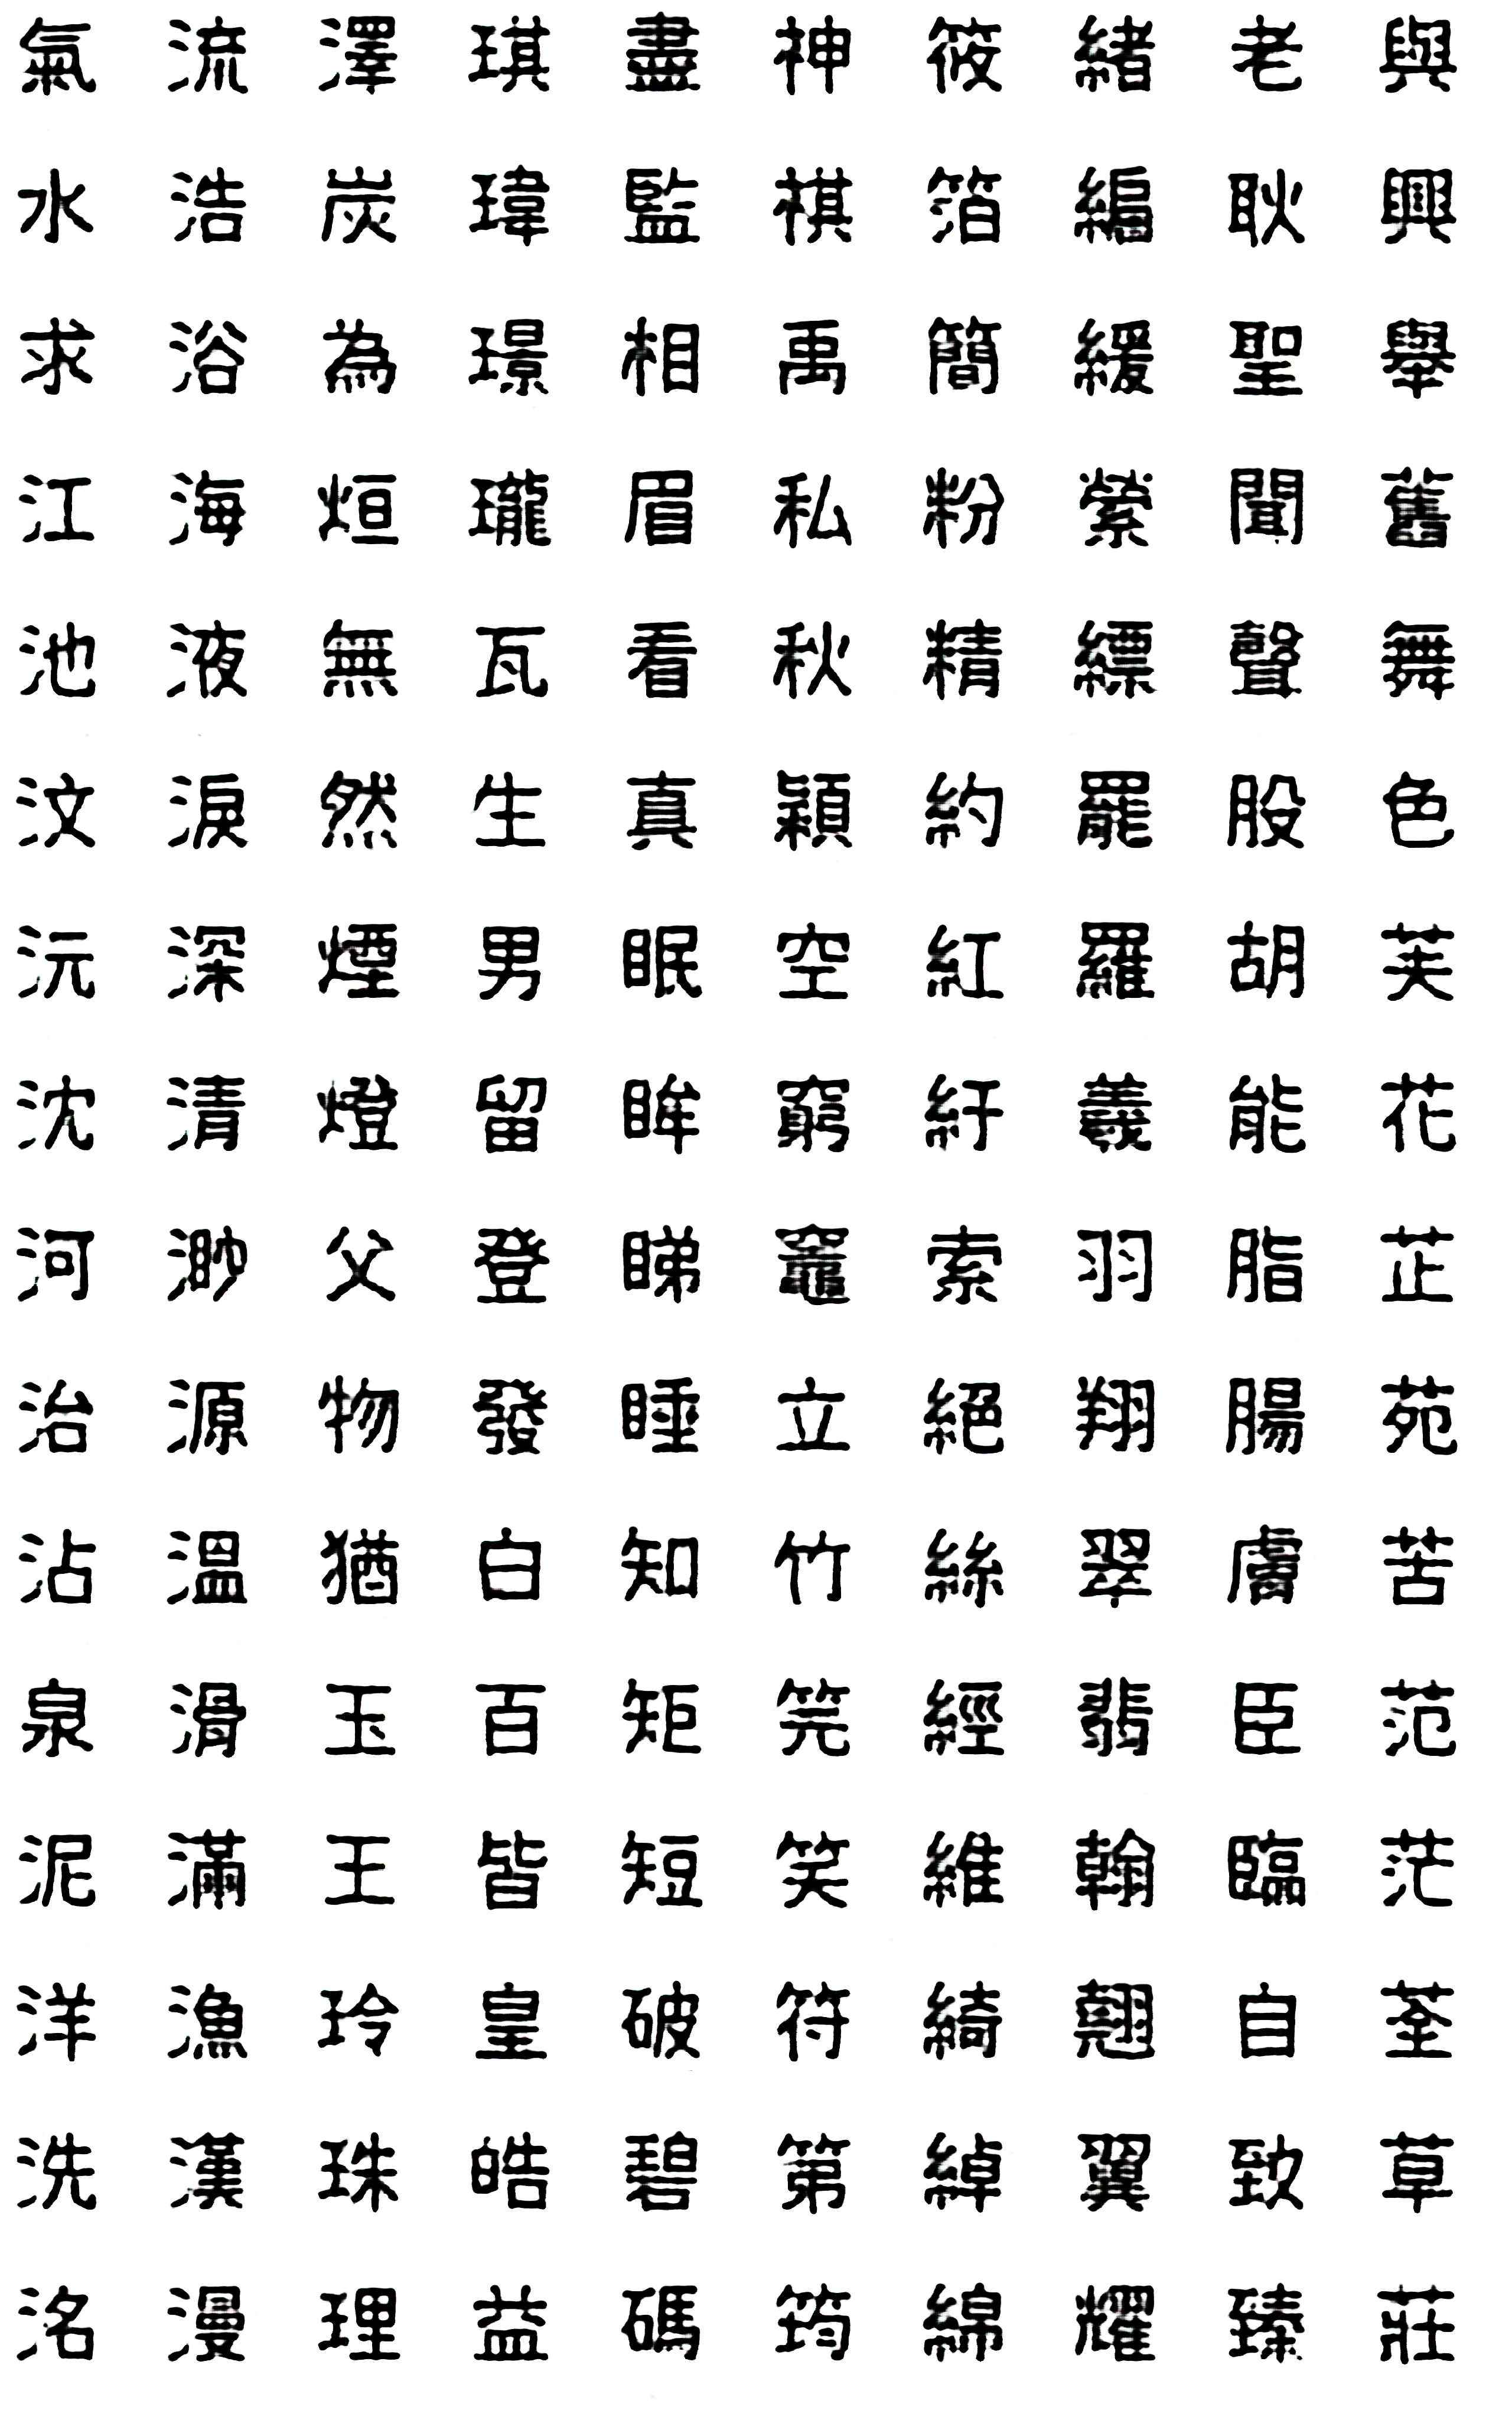 氣水求江池汶沅沈河治沾泉泥洋洗洺
流浩浴海液淚深清渺源溫滑滿漁漢漫
澤炭為烜無然煙燈父物猶玉王玲珠理
琪瑋璟瓏瓦生男留登發白百皆皇皓益
盡監相眉看真眠眸睇睡知矩短破碧碼
神祺禹私秋穎空窮竈立竹笎笑符第筠
筱箔簡粉精約紅紆索絕絲經維綺綽綿
緒編緩縈縹罷羅羲羽翔翠翡翰翹翼耀
老耿聖聞聲股胡能脂腸膚臣臨自致臻
與興舉舊舞色芙花芷苑苦范茫荃草莊